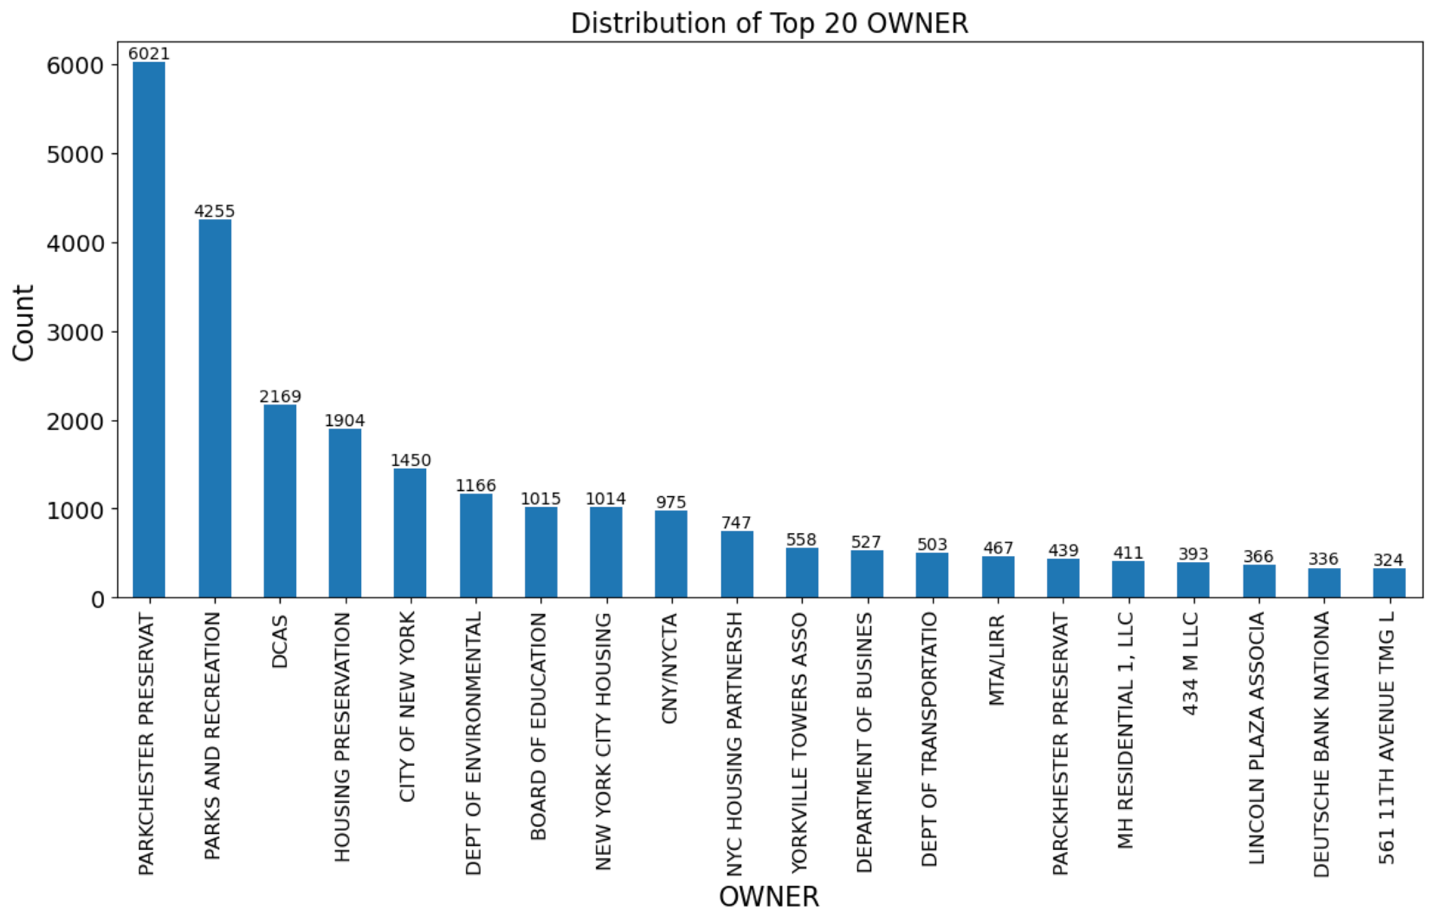 Distribution of Top 20 OWNER
Count
6000
5000
4000
3000
2000
1000
0
6021
4255
2169
1904
1450
1166
1015
1014
975
747
558
527
503
467
439
411
393
366
336
324
PARKCHESTER PRESERVAT
PARKS AND RECREATION
DCAS
HOUSING PRESERVATION
CITY OF NEW YORK
DEPT OF ENVIRONMENTAL
BOARD OF EDUCATION
NEW YORK CITY HOUSING
CNY/NYCTA
NYC HOUSING PARTNERSH
YORKVILLE TOWERS ASSO
DEPARTMENT OF BUSINES
DEPT OF TRANSPORTATIO
MTA/LIRR
PARCKHESTER PRESERVAT
MH RESIDENTIAL 1, LLC
434 M LLC
LINCOLN PLAZA ASSOCIA
DEUTSCHE BANK NATIONA
561 11TH AVENUE TMG L
OWNER